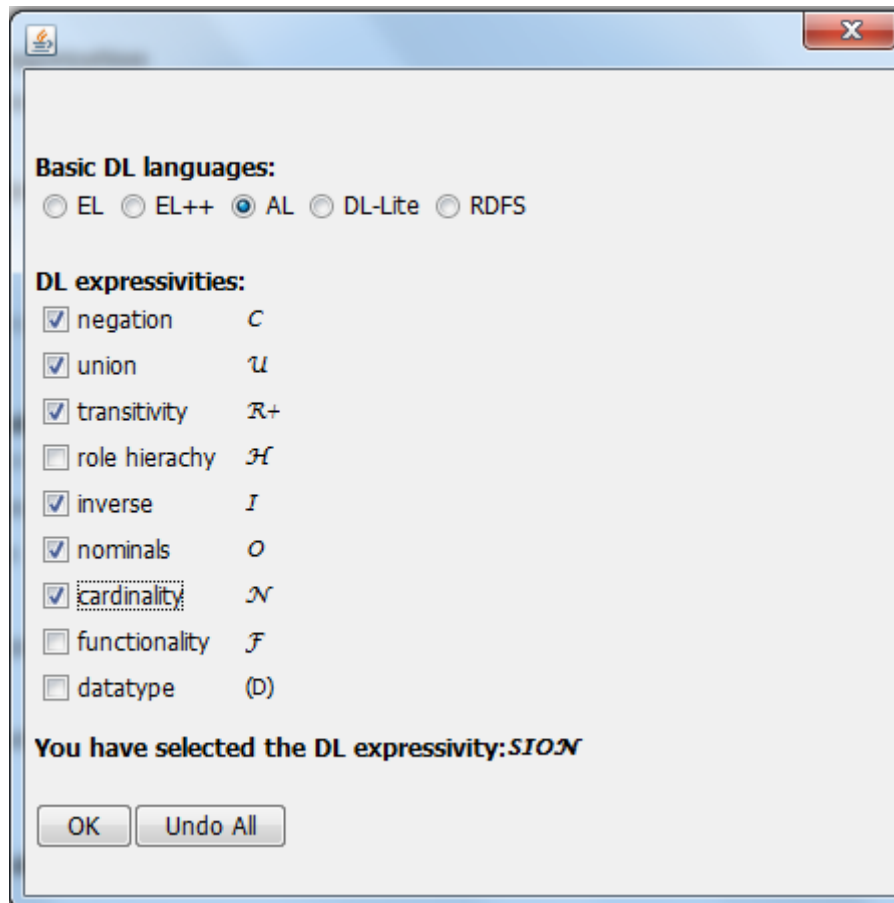 Basic DL languages:
EL EL++ AL DL-Lite RDFS
DL expressivities:
negation C
union U
transitivity R+
role hierachy H
inverse I
nominals O
cardinality N
functionality F
datatype (D)
You have selected the DL expressivity:SION
OK Undo All